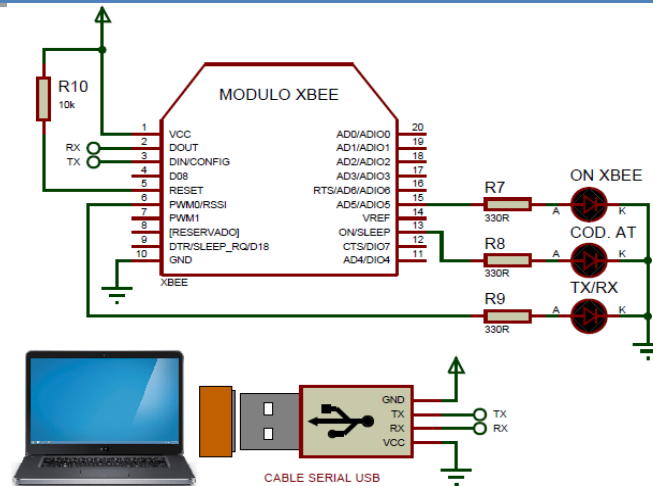 R10
10k
MODULO XBEE
RX
TX
1 VCC
2 DOUT
3 DIN/CONFIG
4 D08
5 RESET
6 PWM0/RSSI
7 PWM1
8 [RESERVADO]
9 DTR/SLEEP_RQ/D18
10 GND
AD0/ADIO0 20
AD1/ADIO1 19
AD2/ADIO2 18
AD3/ADIO3 17
RTS/AD6/ADIO6 16
AD5/ADIO5 15
VREF 14
ON/SLEEP 13
CTS/DIO7 12
AD4/DIO4 11
XBEE
R7
330R
A
ON XBEE
K
R8
330R
A
COD. AT
K
R9
330R
A
TX/RX
K
GND
TX
RX
VCC
TX
RX
CABLE SERIAL USB